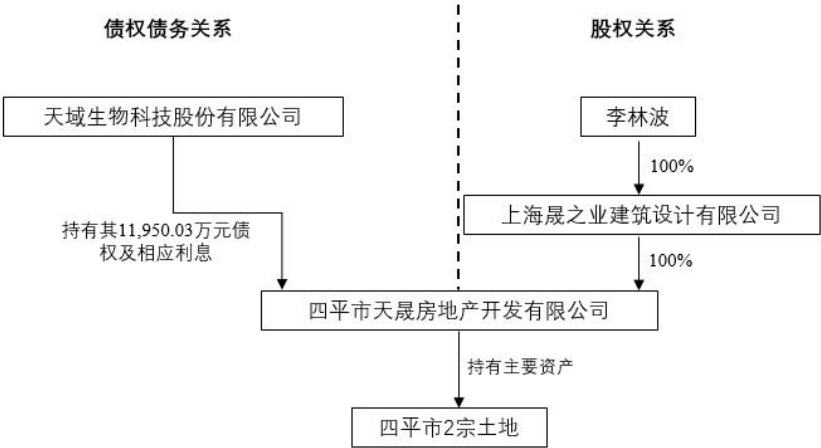 债权债务关系
股权关系
天域生物科技股份有限公司
李林波
100%
上海晟之业建筑设计有限公司
持有其11,950.03万元债
权及相应利息
100%
四平市天晟房地产开发有限公司
持有主要资产
四平市2宗土地